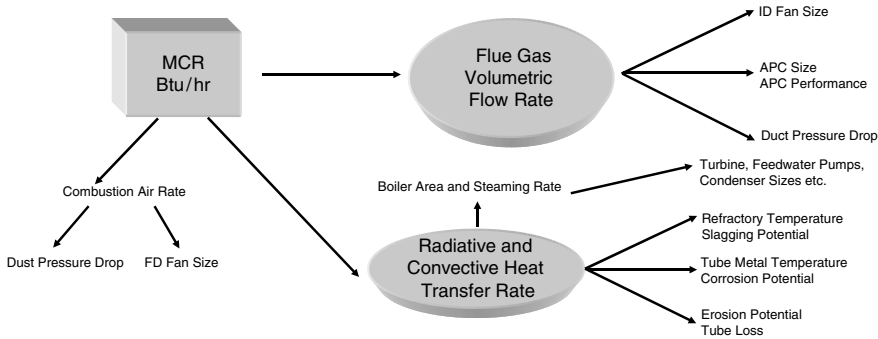 MCR
Btu/hr
Flue Gas
Volumetric
Flow Rate
ID Fan Size
APC Size
APC Performance
Duct Pressure Drop
Combustion Air Rate
Dust Pressure Drop
FD Fan Size
Boiler Area and Steaming Rate
Turbine, Feedwater Pumps,
Condenser Sizes etc.
Radiative and
Convective Heat
Transfer Rate
Refractory Temperature
Slagging Potential
Tube Metal Temperature
Corrosion Potential
Erosion Potential
Tube Loss